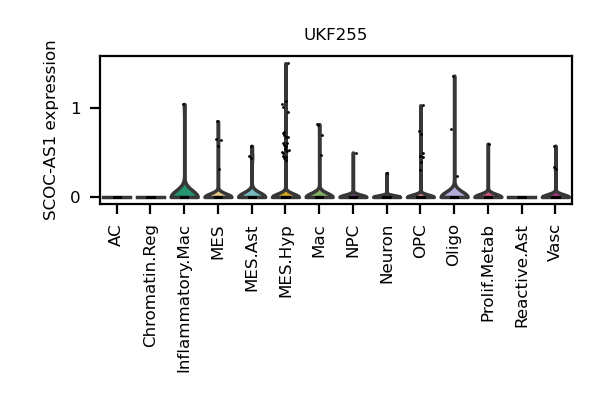 UKF255
SCOC-AS1 expression
1
0
AC
Chromatin.Reg
Inflammatory.Mac
MES
MES.Ast
MES.Hyp
Mac
NPC
Neuron
OPC
Oligo
Prolif.Metab
Reactive.Ast
Vasc